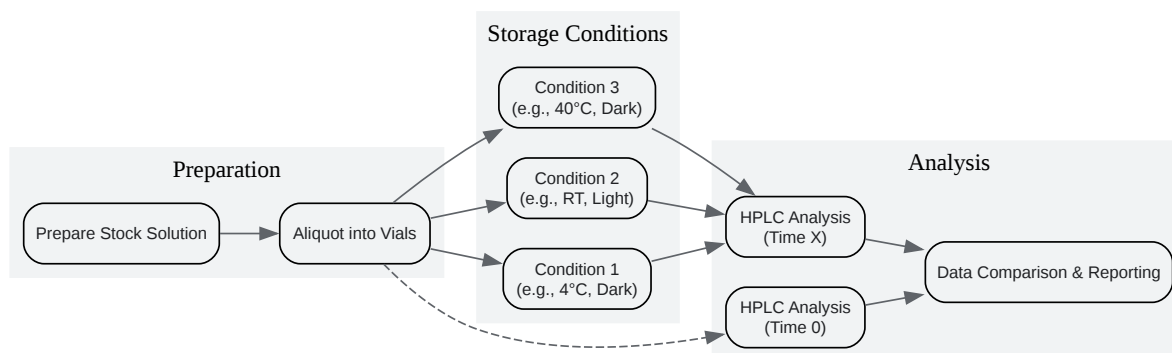 Preparation
Prepare Stock Solution
Aliquot into Vials
Storage Conditions
Condition 3
(e.g., 40°C, Dark)
Condition 2
(e.g., RT, Light)
Condition 1
(e.g., 4°C, Dark)
Analysis
HPLC Analysis
(Time X)
HPLC Analysis
(Time 0)
Data Comparison & Reporting